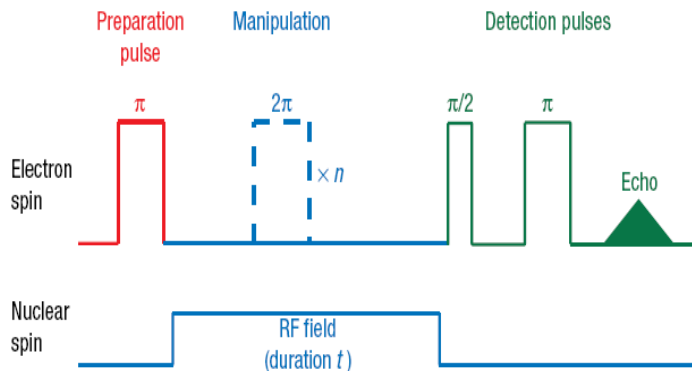 Preparation
pulse
Manipulation
Detection pulses
π
2π
π/2
π
Electron
spin
× n
Echo
Nuclear
spin
RF field
(duration t )